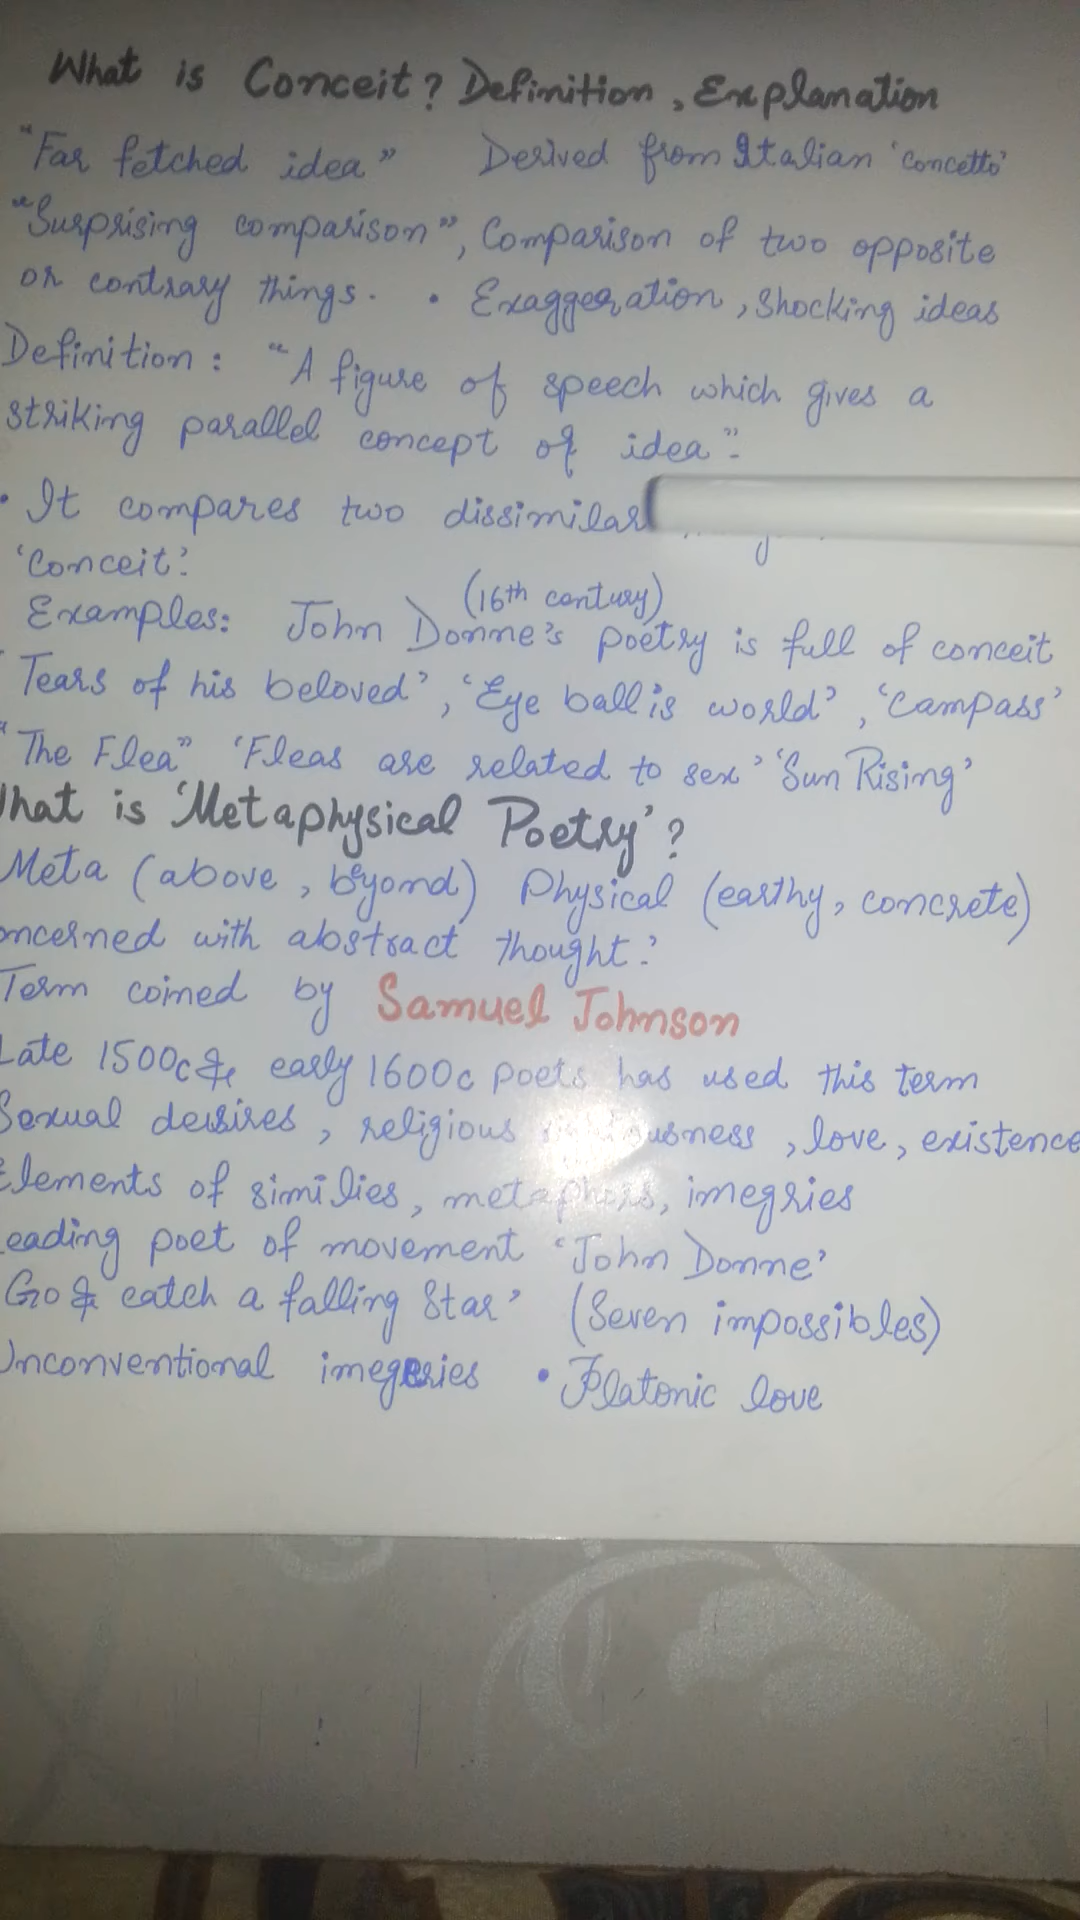 What is Conceit? Definition, Explanation
"Far fetched idea" Derived from Italian 'concetto'
"Surprising comparison", Comparison of two opposite
or contrary things. • Exaggeration, Shocking ideas
Definition: "A figure of speech which gives a
striking parallel concept of idea".
• It compares two dissimilar
'Conceit'.
(16th century)
Examples: John Donne's poetry is full of conceit
Tears of his beloved', 'Eye ball is world', 'Campass'
"The Flea" 'Fleas are related to sex' 'Sun Rising'
hat is 'Metaphysical Poetry'?
Meta (above, beyond) Physical (earthy, concrete)
oncerned with abstract thought.'
Term coined by Samuel Johnson
Late 1500c & early 1600c poets has used this term
Sexual desires, religious , love, existence
Elements of similies, metaphors, imegries
eading poet of movement 'John Donne'
Go & catch a falling Star' (Seven impossibles)
Unconventional imegeries • Platonic love